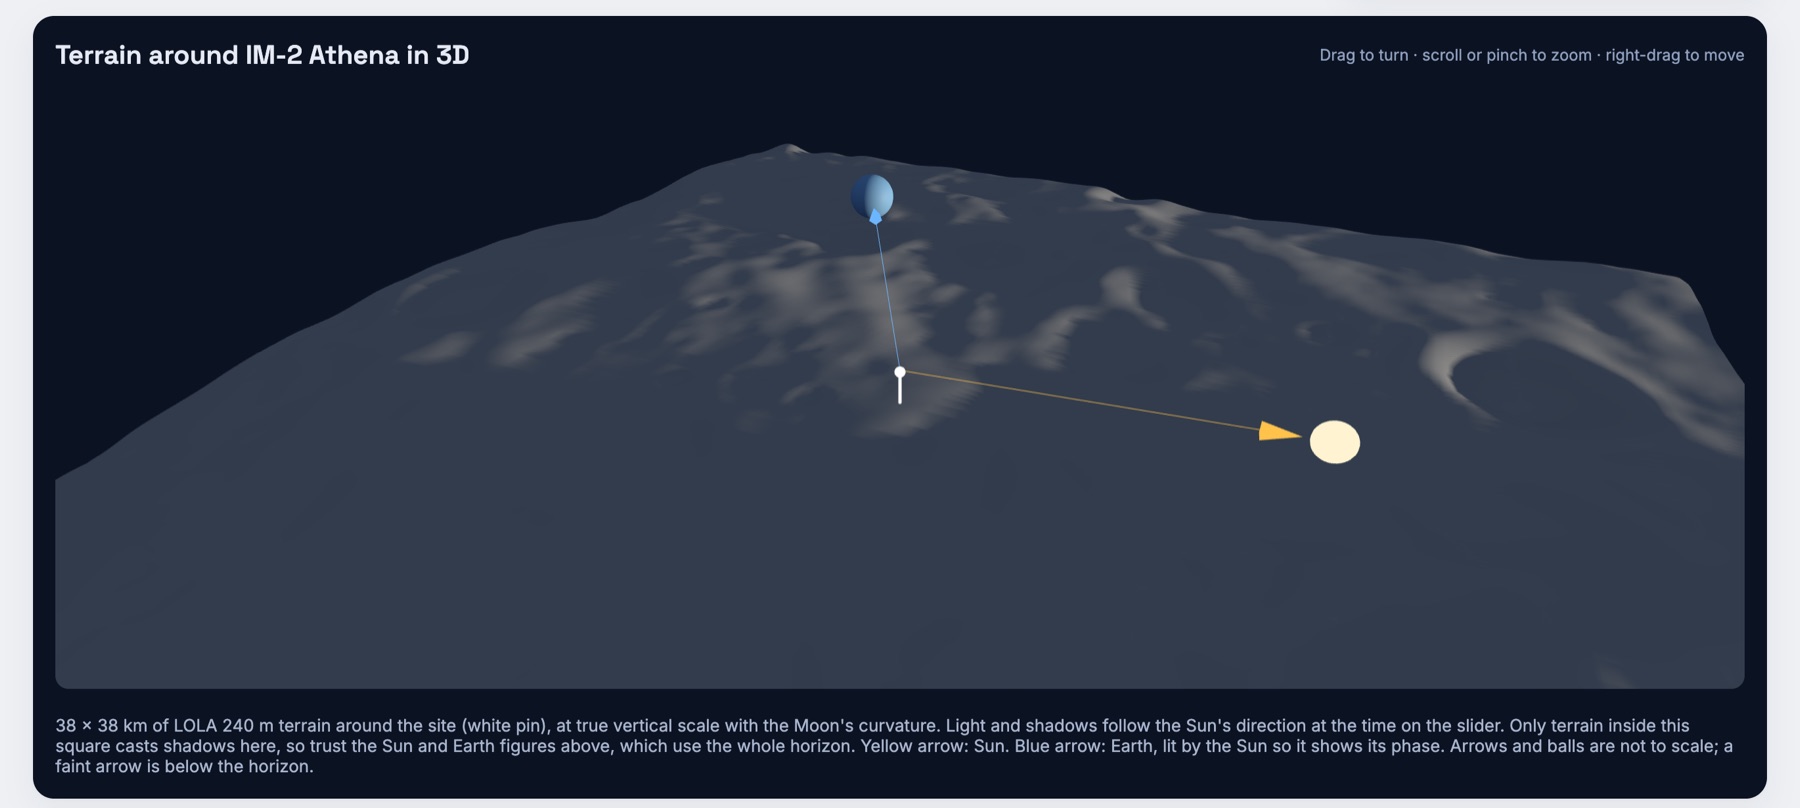 Terrain around IM-2 Athena in 3D
Drag to turn · scroll or pinch to zoom · right-drag to move
38 × 38 km of LOLA 240 m terrain around the site (white pin), at true vertical scale with the Moon's curvature. Light and shadows follow the Sun's direction at the time on the slider. Only terrain inside this
square casts shadows here, so trust the Sun and Earth figures above, which use the whole horizon. Yellow arrow: Sun. Blue arrow: Earth, lit by the Sun so it shows its phase. Arrows and balls are not to scale; a
faint arrow is below the horizon.